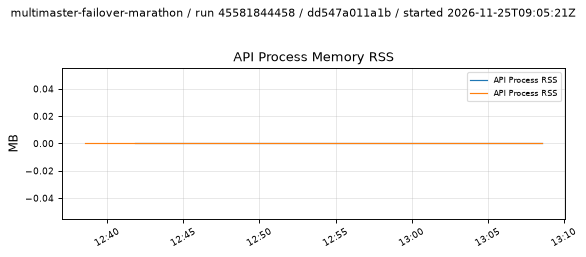 multimaster-failover-marathon / run 45581844458 / dd547a011a1b / started 2026-11-25T09:05:21Z
API Process Memory RSS
API Process RSS
API Process RSS
MB
0.04
0.02
0.00
−0.02
−0.04
12:40
12:45
12:50
12:55
13:00
13:05
13:10